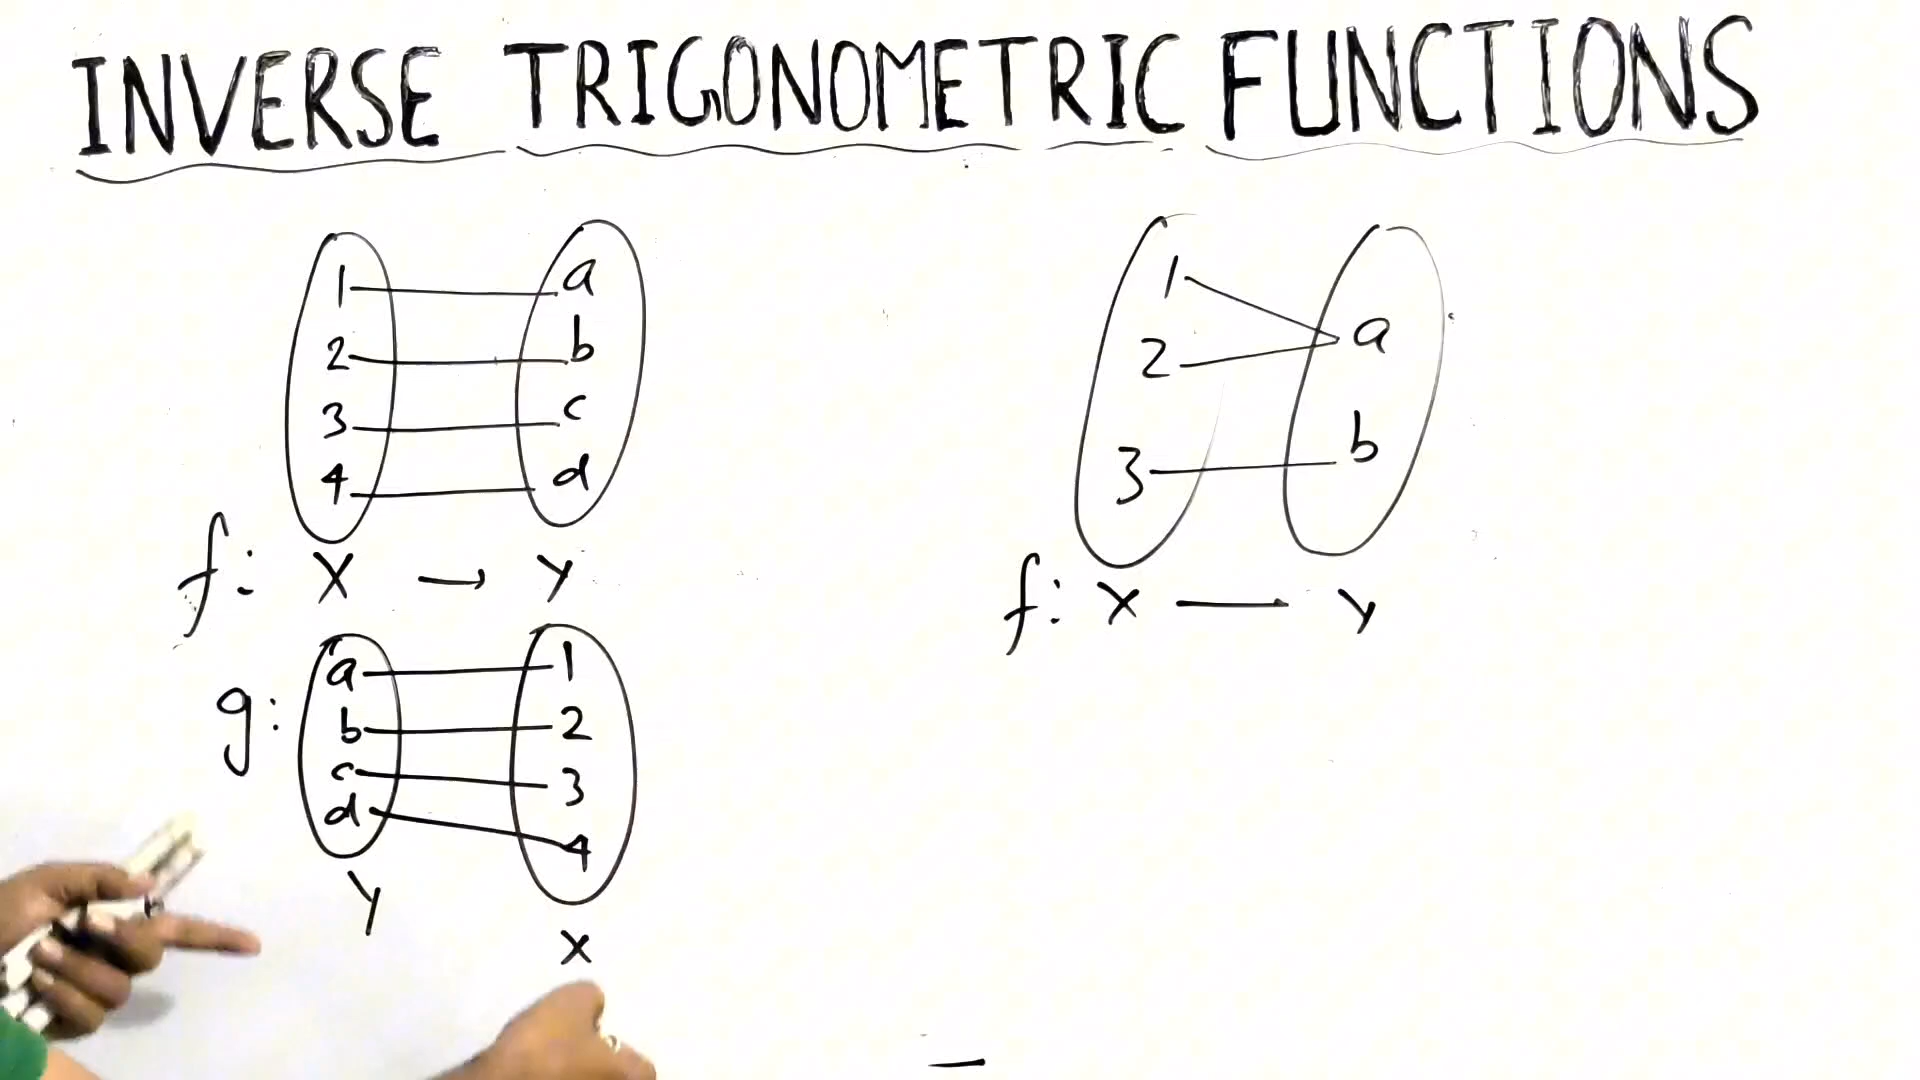 INVERSE TRIGONOMETRIC FUNCTIONS
1 a
2 b
3 c
4 d
f: X → Y
g:
a 1
b 2
c 3
d 4
Y
X
1
2 a
3 b
f: X — Y